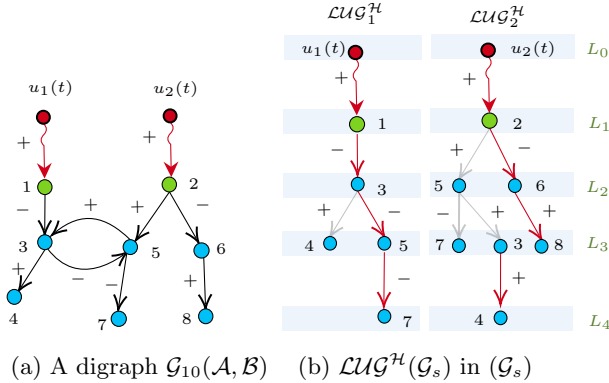 𝓛𝓤𝓖₁^𝓗 𝓛𝓤𝓖₂^𝓗
u₁(t) u₂(t) L₀
+ +
u₁(t) u₂(t)
1 2 L₁
+ + − + −
1 2 3 5 6 L₂
− + + − + − − +
3 5 6 4 5 7 3 8 L₃
+ − − + − +
4 7 8 7 4 L₄
(a) A digraph 𝓖₁₀(𝓐, 𝓑) (b) 𝓛𝓤𝓖^𝓗(𝓖ₛ) in (𝓖ₛ)